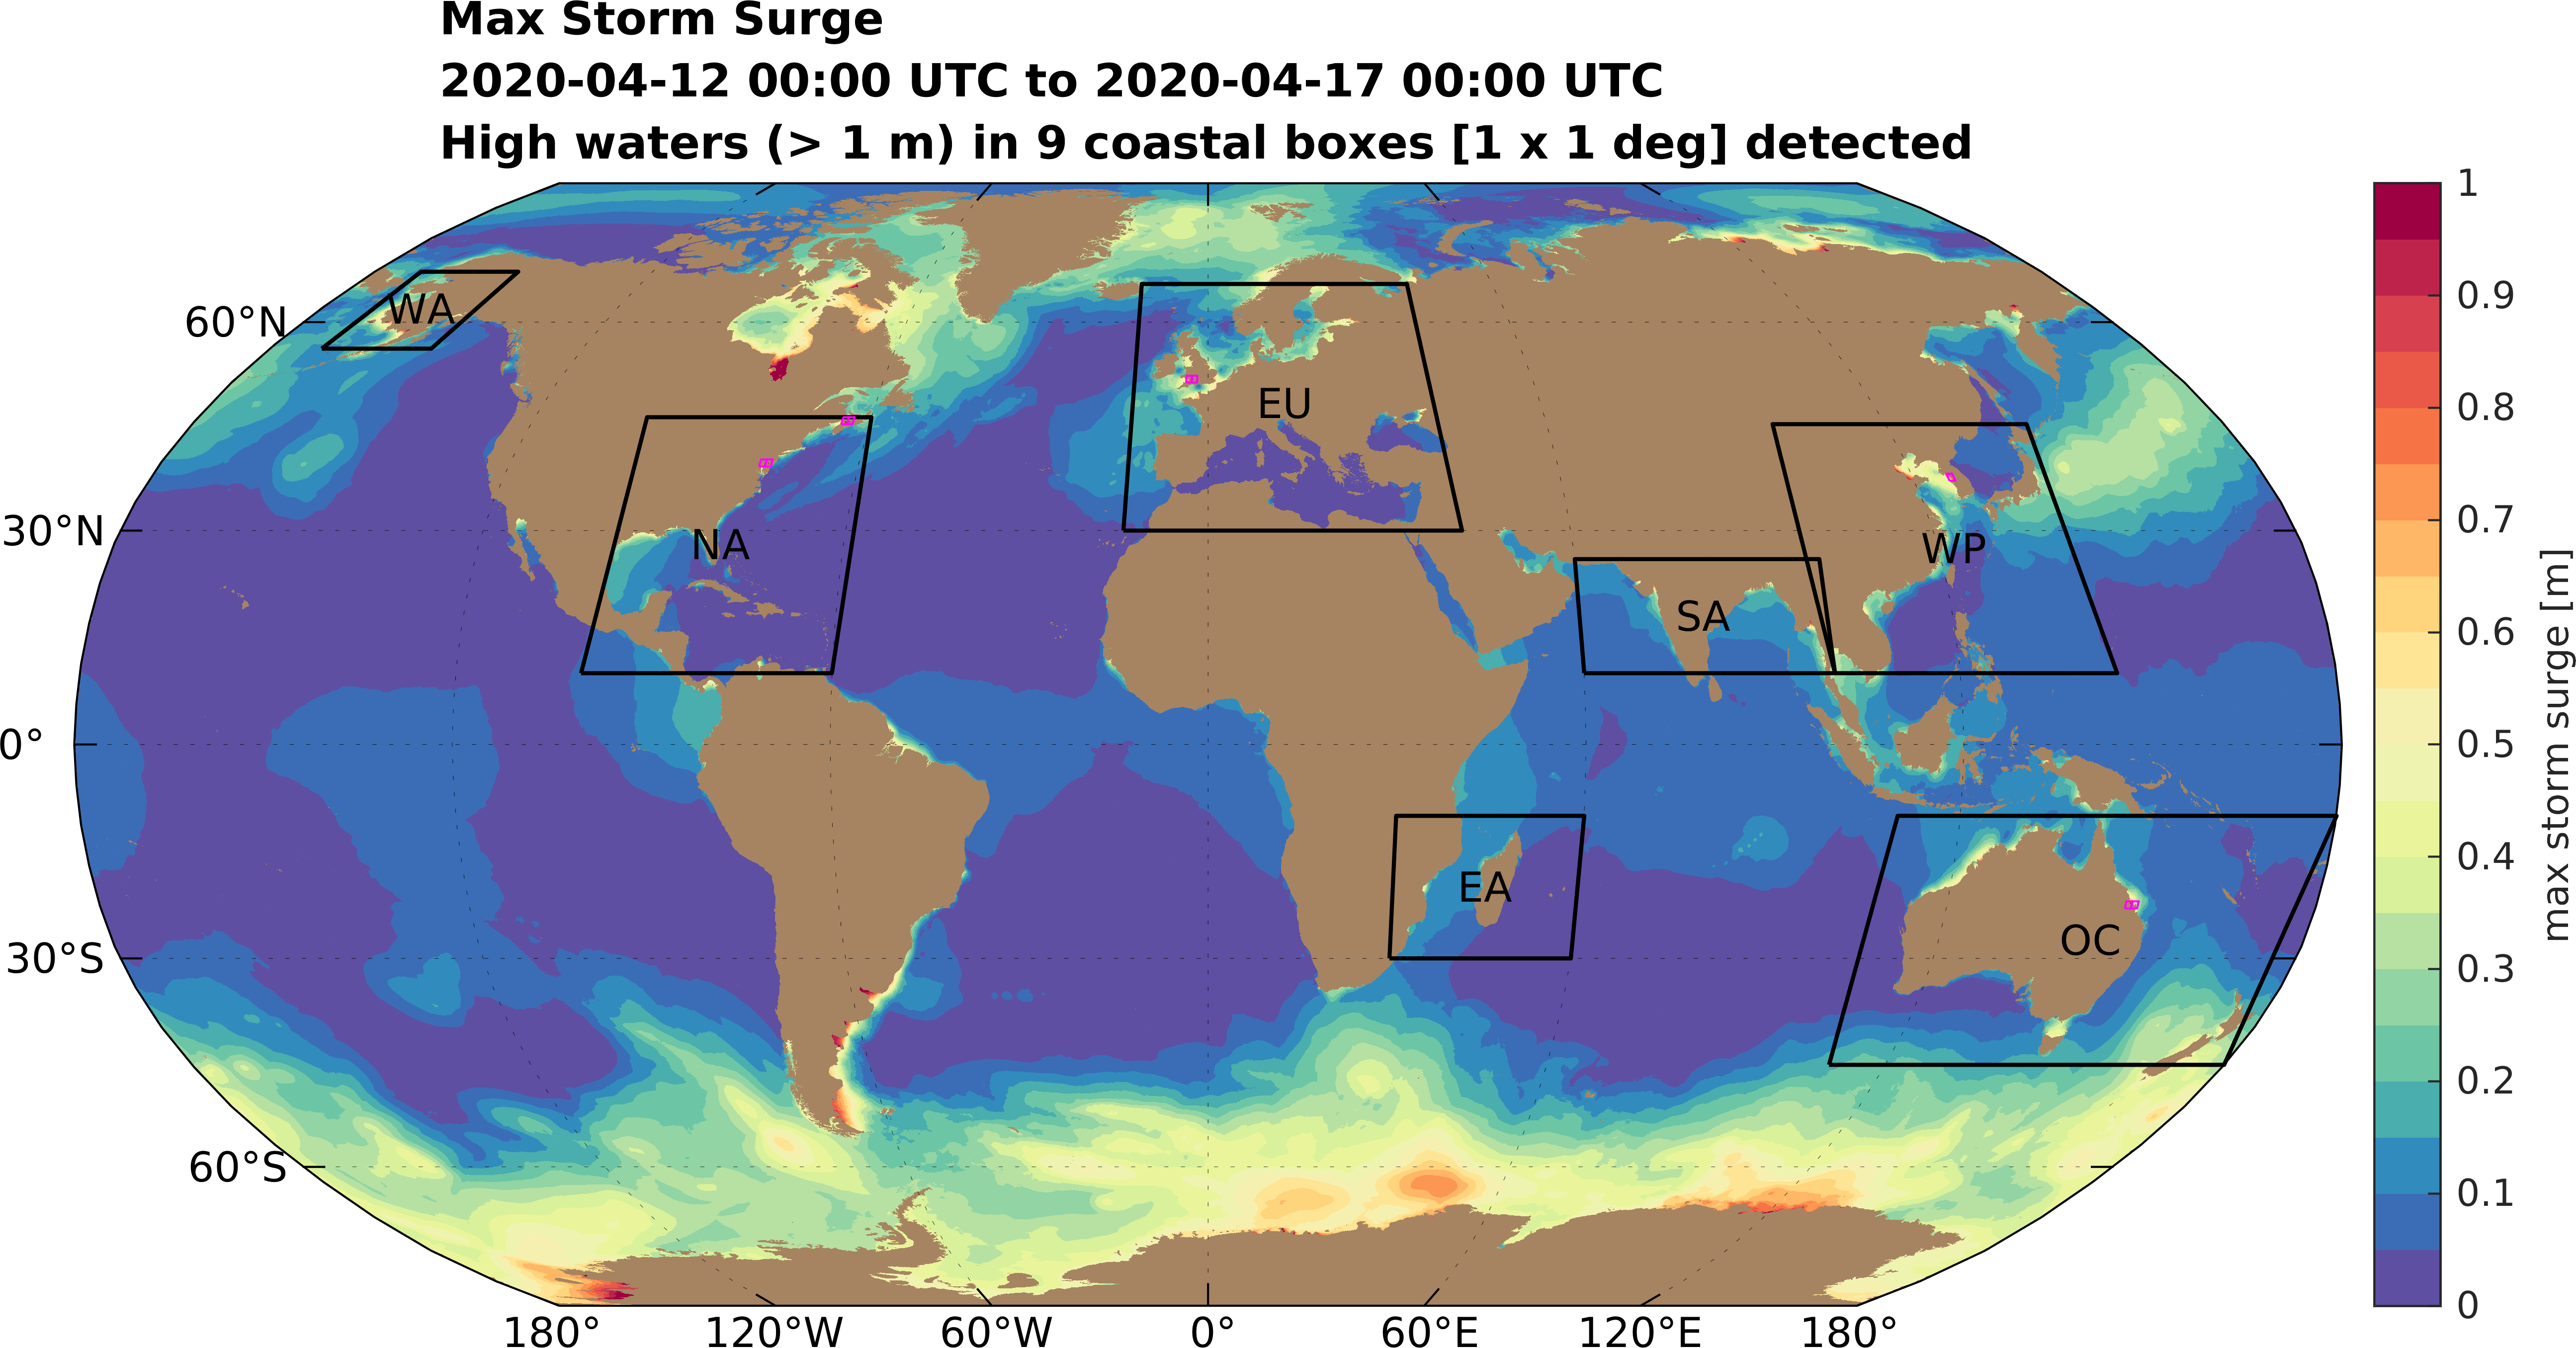 Max Storm Surge
2020-04-12 00:00 UTC to 2020-04-17 00:00 UTC
High waters (> 1 m) in 9 coastal boxes [1 x 1 deg] detected
60°N
30°N
0°
30°S
60°S
WA
NA
EU
SA
WP
EA
OC
180°
120°W
60°W
0°
60°E
120°E
180°
1
0.9
0.8
0.7
0.6
0.5
0.4
0.3
0.2
0.1
0
max storm surge [m]